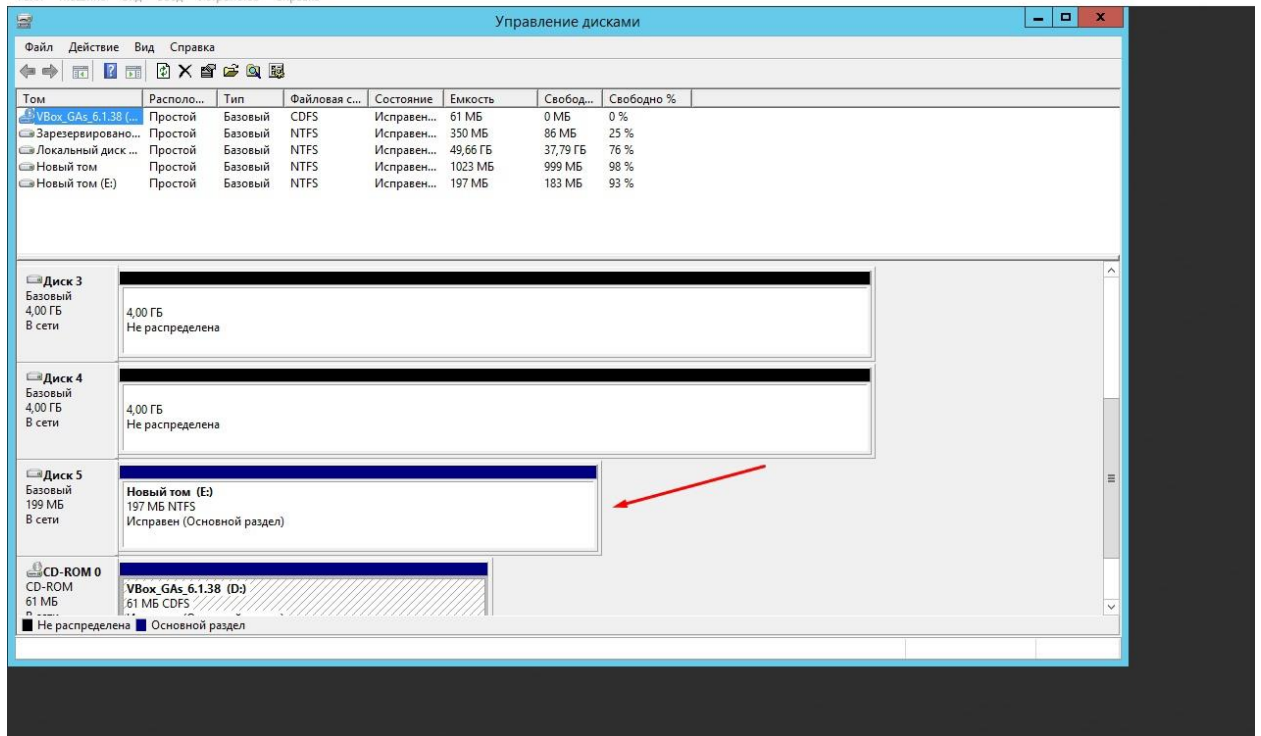 Управление дисками
Файл Действие Вид Справка
Том Располо... Тип Файловая с... Состояние Емкость Свобод... Свободно %
VBox_GAs_6.1.38 (... Простой Базовый CDFS Исправен... 61 МБ 0 МБ 0 %
Зарезервировано... Простой Базовый NTFS Исправен... 350 МБ 86 МБ 25 %
Локальный диск ... Простой Базовый NTFS Исправен... 49,66 ГБ 37,79 ГБ 76 %
Новый том Простой Базовый NTFS Исправен... 1023 МБ 999 МБ 98 %
Новый том (E:) Простой Базовый NTFS Исправен... 197 МБ 183 МБ 93 %
Диск 3
Базовый
4,00 ГБ
В сети
4,00 ГБ
Не распределена
Диск 4
Базовый
4,00 ГБ
В сети
4,00 ГБ
Не распределена
Диск 5
Базовый
199 МБ
В сети
Новый том (E:)
197 МБ NTFS
Исправен (Основной раздел)
CD-ROM 0
CD-ROM
61 МБ
VBox_GAs_6.1.38 (D:)
61 МБ CDFS
Не распределена Основной раздел